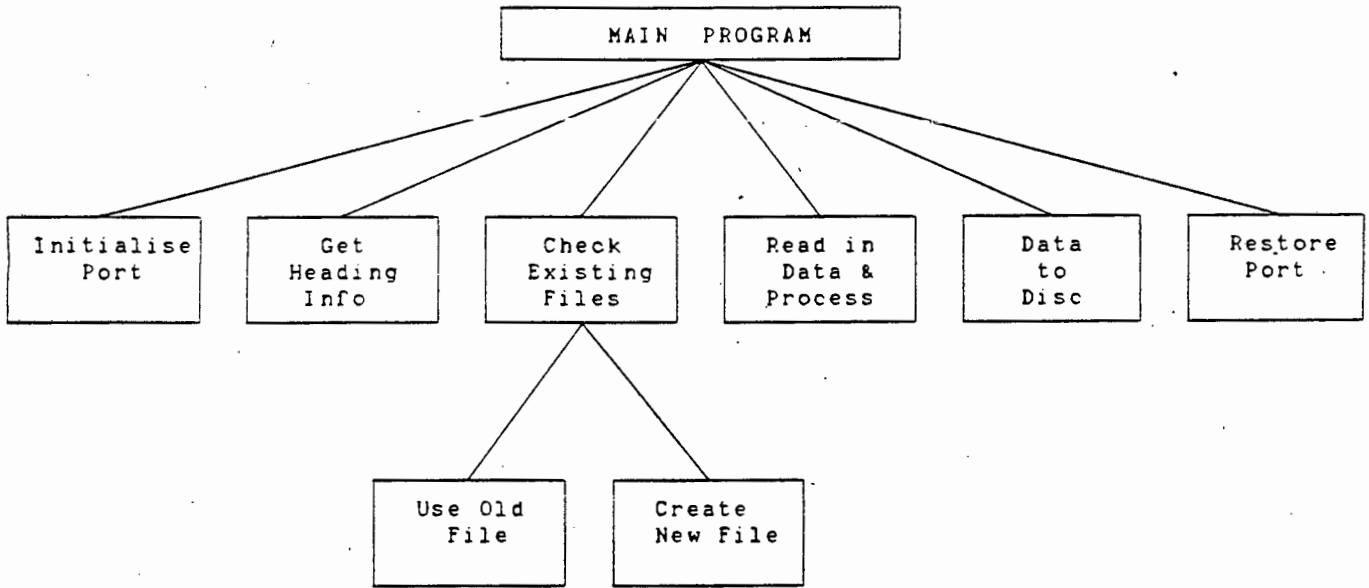 MAIN PROGRAM
Initialise
Port
Get
Heading
Info
Check
Existing
Files
Read in
Data &
Process
Data
to
Disc
Restore
Port
Use Old
File
Create
New File